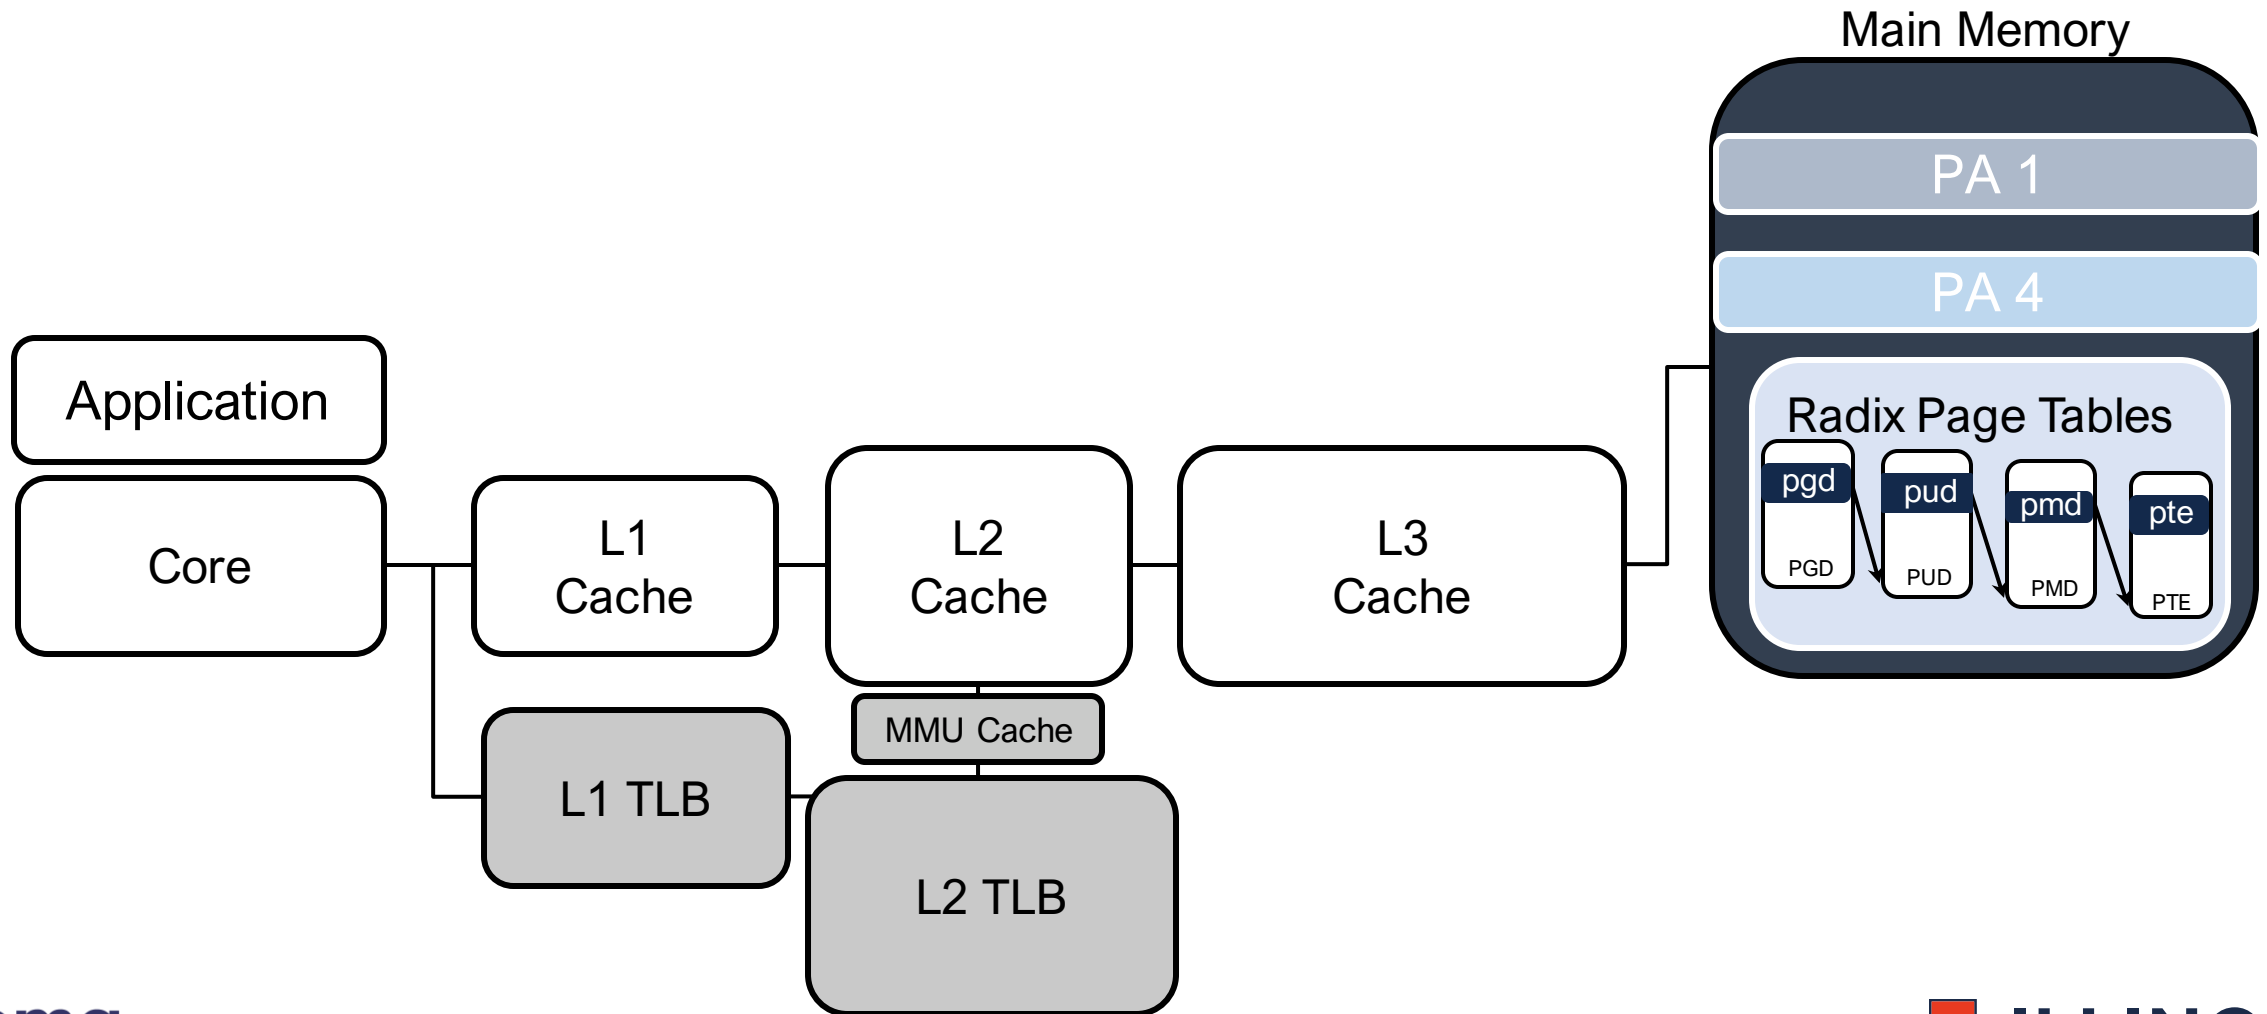 Main Memory
PA 1
PA 4
Application
Radix Page Tables
pgd
pud
pmd
pte
PGD
PUD
PMD
PTE
Core
L1
Cache
L2
Cache
L3
Cache
MMU Cache
L1 TLB
L2 TLB